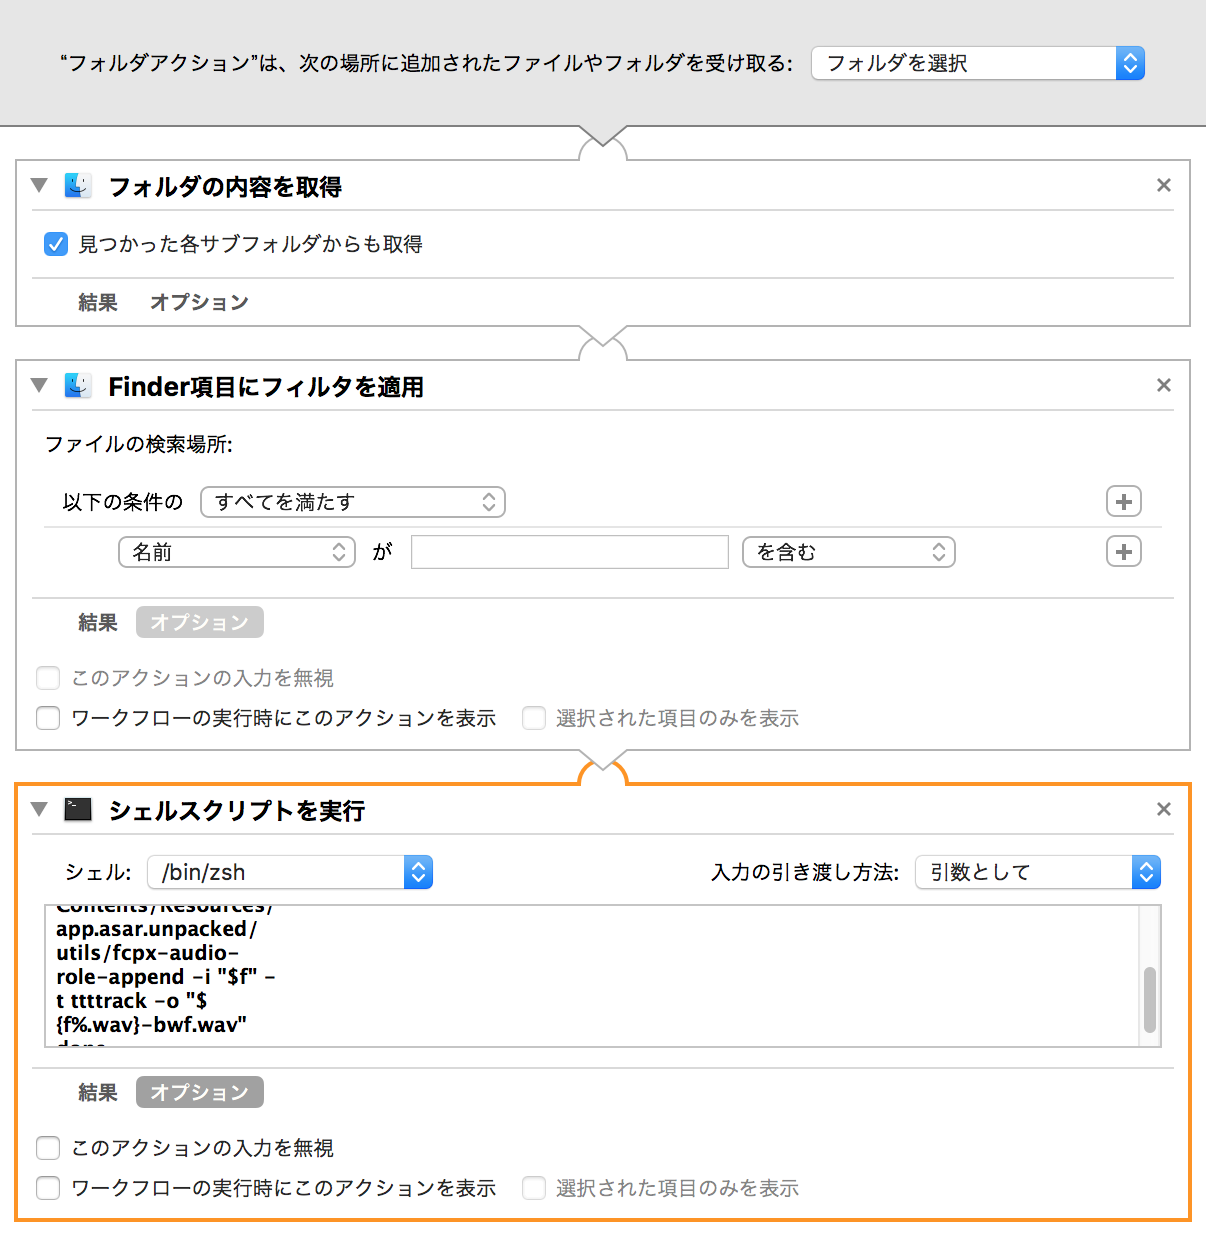 “フォルダアクション”は、次の場所に追加されたファイルやフォルダを受け取る: フォルダを選択
フォルダの内容を取得
見つかった各サブフォルダからも取得
結果 オプション
Finder項目にフィルタを適用
ファイルの検索場所:
以下の条件の すべてを満たす
名前 が を含む
結果 オプション
このアクションの入力を無視
ワークフローの実行時にこのアクションを表示 選択された項目のみを表示
シェルスクリプトを実行
シェル: /bin/zsh 入力の引き渡し方法: 引数として
Contents/Resources/
app.asar.unpacked/
utils/fcpx-audio-
role-append -i "$f" -
t ttttrack -o "$
{f%.wav}-bwf.wav"
done
結果 オプション
このアクションの入力を無視
ワークフローの実行時にこのアクションを表示 選択された項目のみを表示